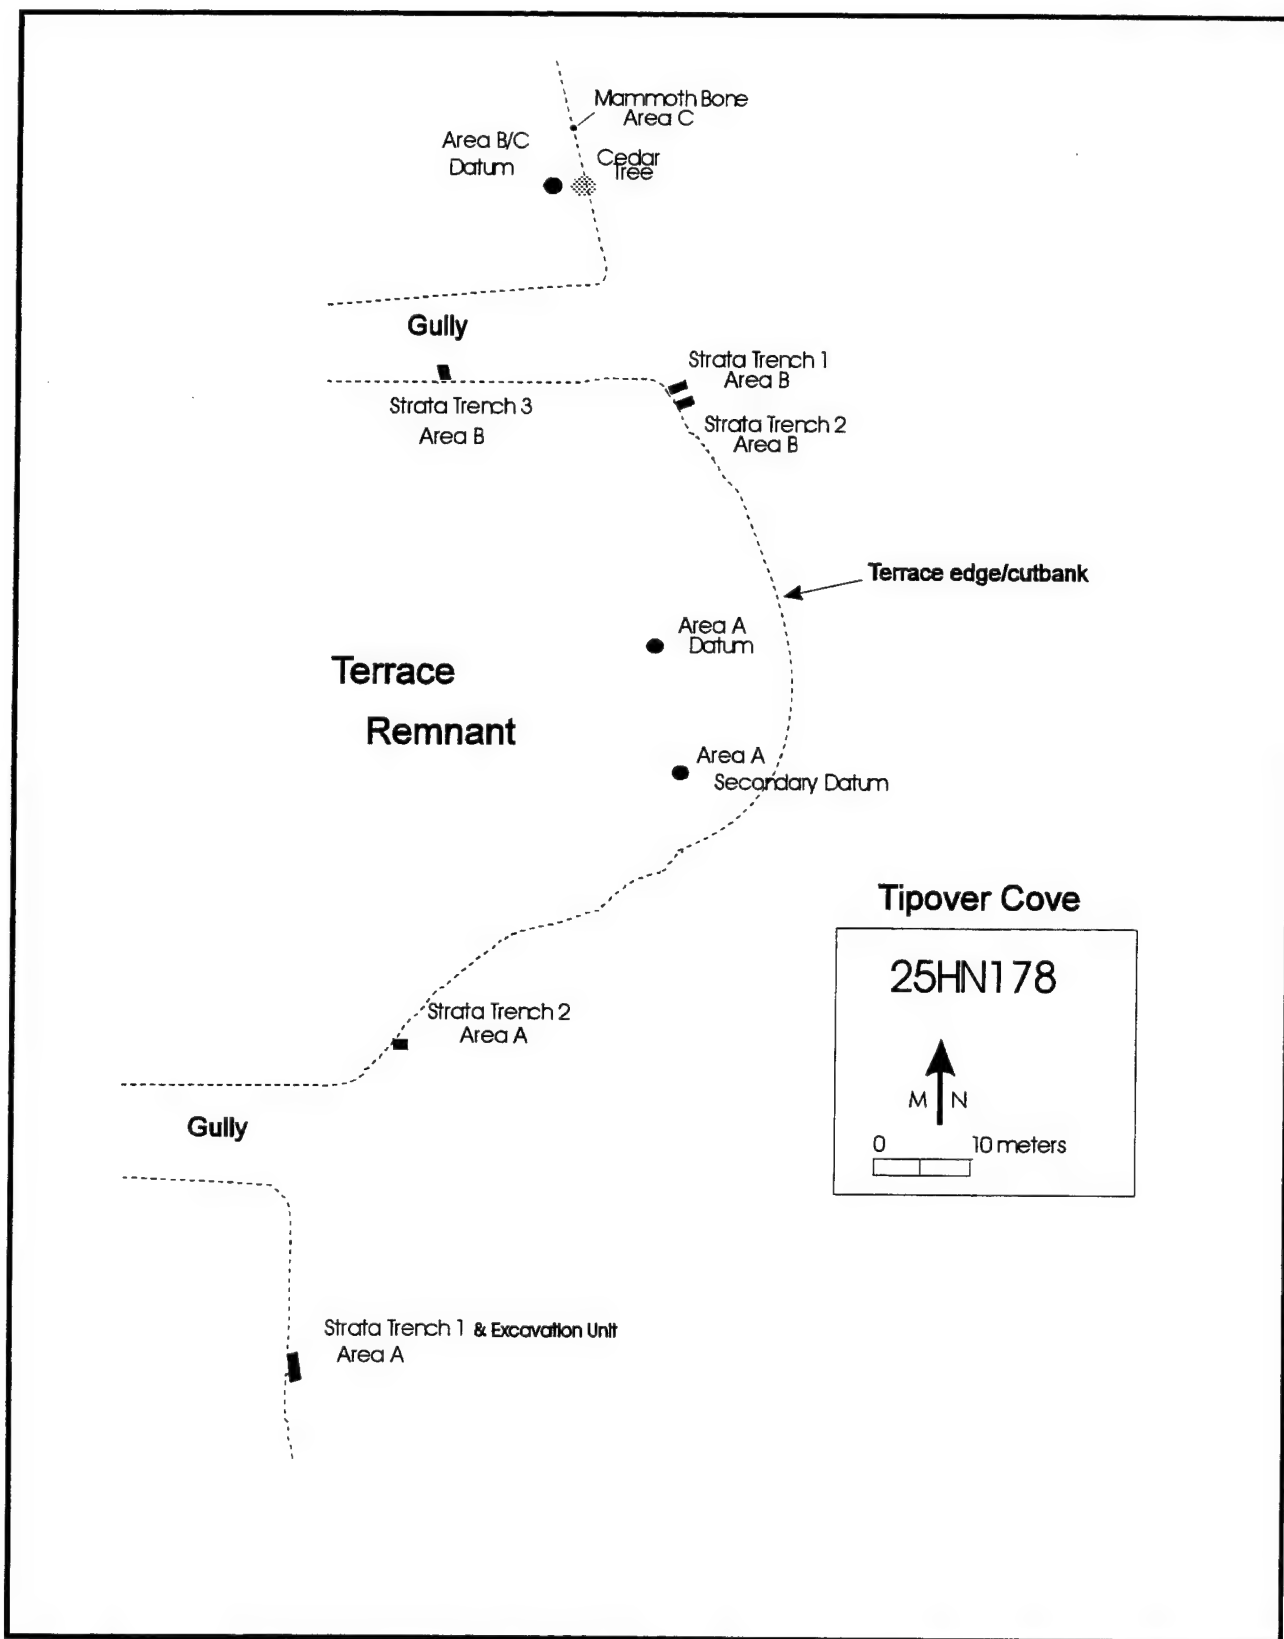 Mammoth Bone
Area C
Area B/C
Datum
Cedar
Tree
Gully
Strata Trench 1
Area B
Strata Trench 3
Area B
Strata Trench 2
Area B
Terrace edge/cutbank
Area A
Datum
Terrace
Remnant
Area A
Secondary Datum
Tipover Cove
25HN178
M N
0 10 meters
Strata Trench 2
Area A
Gully
Strata Trench 1 & Excavation Unit
Area A